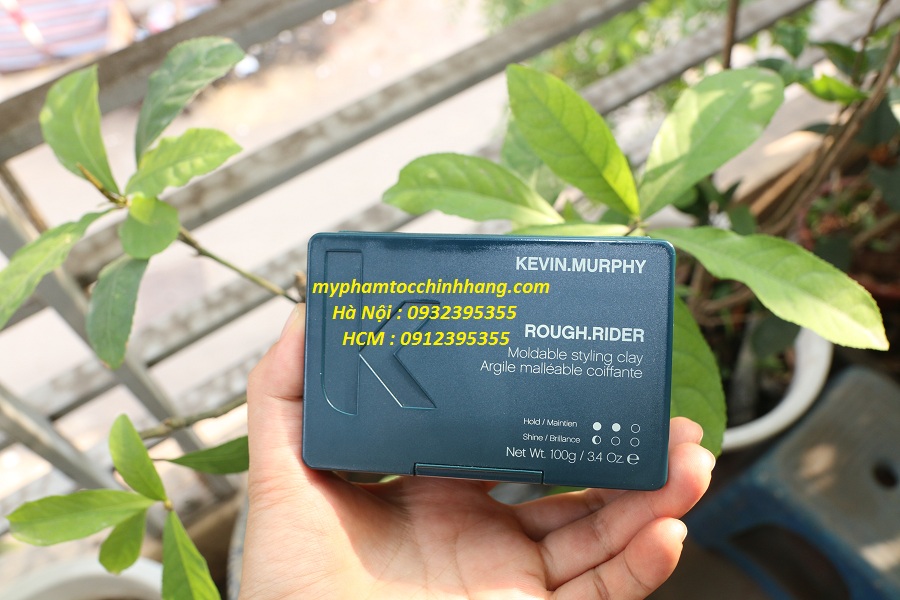 KEVIN.MURPHY
myphamtocchinhhang.com
Hà Nội : 0932395355
HCM : 0912395355
ROUGH.RIDER
Moldable styling clay
Argile malléable coiffante
Hold / Maintien
Shine / Brillance
Net Wt. 100g / 3.4 Oz. ℮